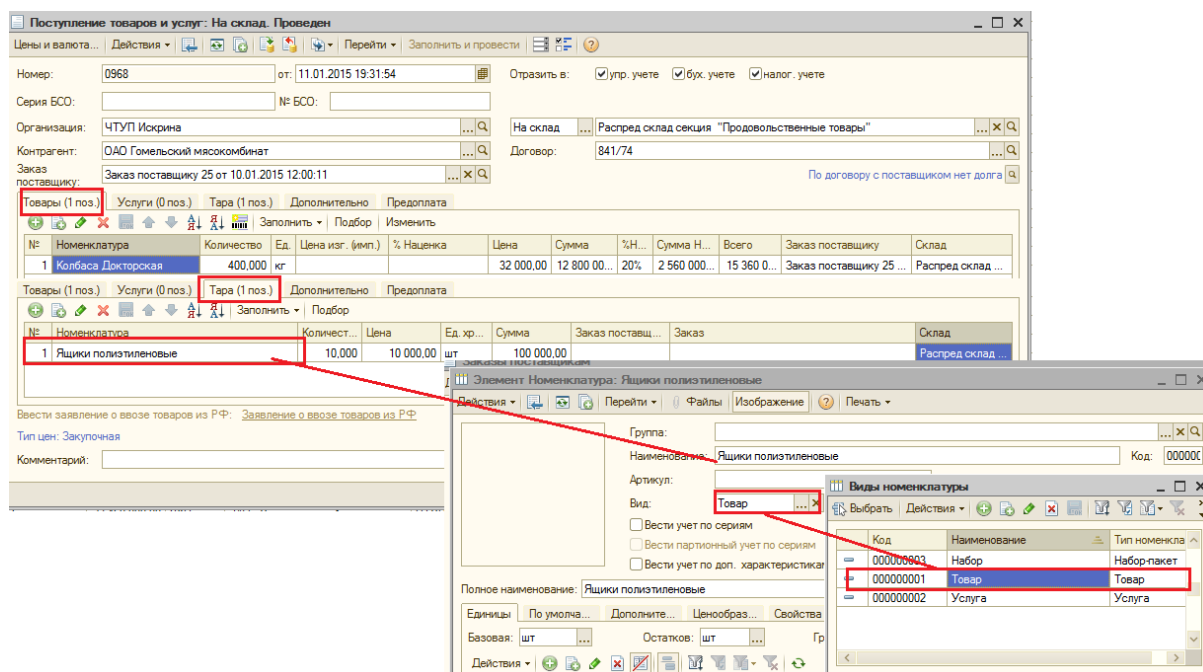 Поступление товаров и услуг: На склад. Проведен
Цены и валюта... Действия Перейти Заполнить и провести
Номер: 0968 от: 11.01.2015 19:31:54 Отразить в: упр. учете бух. учете налог. учете
Серия БСО: № БСО:
Организация: ЧТУП Искрина На склад ... Распред склад секция "Продовольственные товары"
Контрагент: ОАО Гомельский мясокомбинат Договор: 841/74
Заказ поставщику: Заказ поставщику 25 от 10.01.2015 12:00:11 По договору с поставщиком нет долга
Товары (1 поз.) Услуги (0 поз.) Тара (1 поз.) Дополнительно Предоплата
Заполнить Подбор Изменить
№ Номенклатура Количество Ед. Цена изг. (имп.) % Наценка Цена Сумма %Н... Сумма Н... Всего Заказ поставщику Склад
1 Колбаса Докторская 400,000 кг 32 000,00 12 800 00... 20% 2 560 000... 15 360 0... Заказ поставщику 25 ... Распред склад ...
Товары (1 поз.) Услуги (0 поз.) Тара (1 поз.) Дополнительно Предоплата
Заполнить Подбор
№ Номенклатура Количест... Цена Ед. хр... Сумма Заказ поставщ... Заказ Склад
1 Ящики полиэтиленовые 10,000 10 000,00 шт 100 000,00 Распред склад ...
Заказы поставщикам
Ввести заявление о ввозе товаров из РФ: Заявление о ввозе товаров из РФ
Тип цен: Закупочная
Комментарий:
Элемент Номенклатура: Ящики полиэтиленовые
Действия Перейти Файлы Изображение Печать
Группа:
Наименование: Ящики полиэтиленовые Код: 000000
Артикул:
Вид: Товар
Вести учет по сериям
Вести партионный учет по сериям
Вести учет по доп. характеристикам
Полное наименование: Ящики полиэтиленовые
Единицы По умолча... Дополните... Ценообраз... Свойства
Базовая: шт ... Остатков: шт ... Гр
Действия
Виды номенклатуры
Выбрать Действия
Код Наименование Тип номенкла
000000003 Набор Набор-пакет
000000001 Товар Товар
000000002 Услуга Услуга